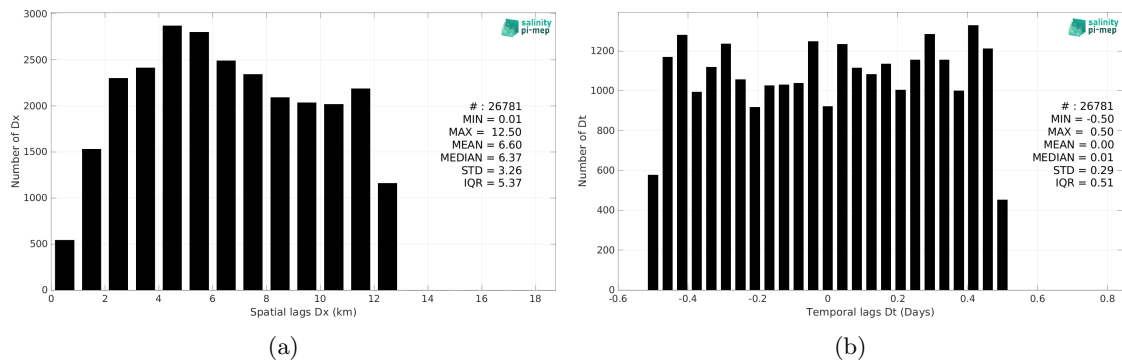 3000
2500
2000
1500
1000
500
0
Number of Dx
salinity
pi-mep
# : 26781
MIN = 0.01
MAX = 12.50
MEAN = 6.60
MEDIAN = 6.37
STD = 3.26
IQR = 5.37
0 2 4 6 8 10 12 14 16 18
Spatial lags Dx (km)
(a)
1200
1000
800
600
400
200
0
Number of Dt
salinity
pi-mep
# : 26781
MIN = -0.50
MAX = 0.50
MEAN = 0.00
MEDIAN = 0.01
STD = 0.29
IQR = 0.51
-0.6 -0.4 -0.2 0 0.2 0.4 0.6 0.8
Temporal lags Dt (Days)
(b)